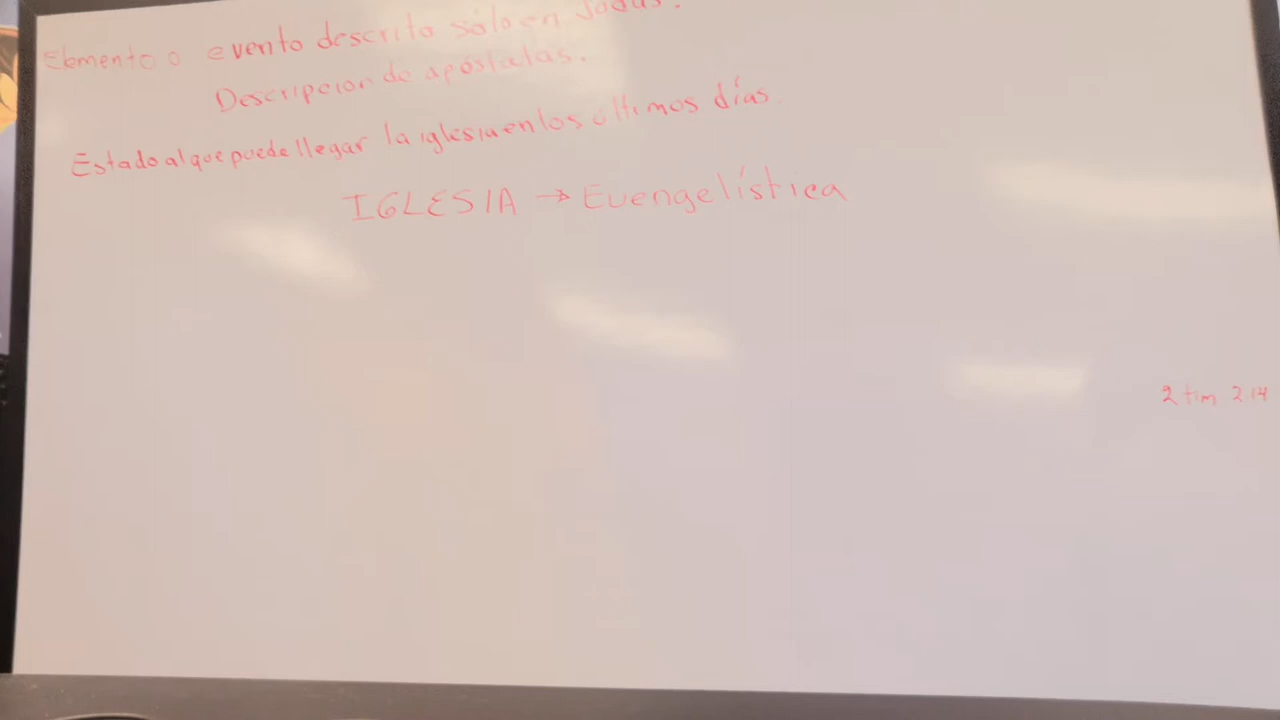 Elemento o evento descrito sólo en Judas.
Descripcion de apóstatas.
Estado al que puede llegar la iglesia en los últimos días.
IGLESIA → Evengelística
2 tim 2 14